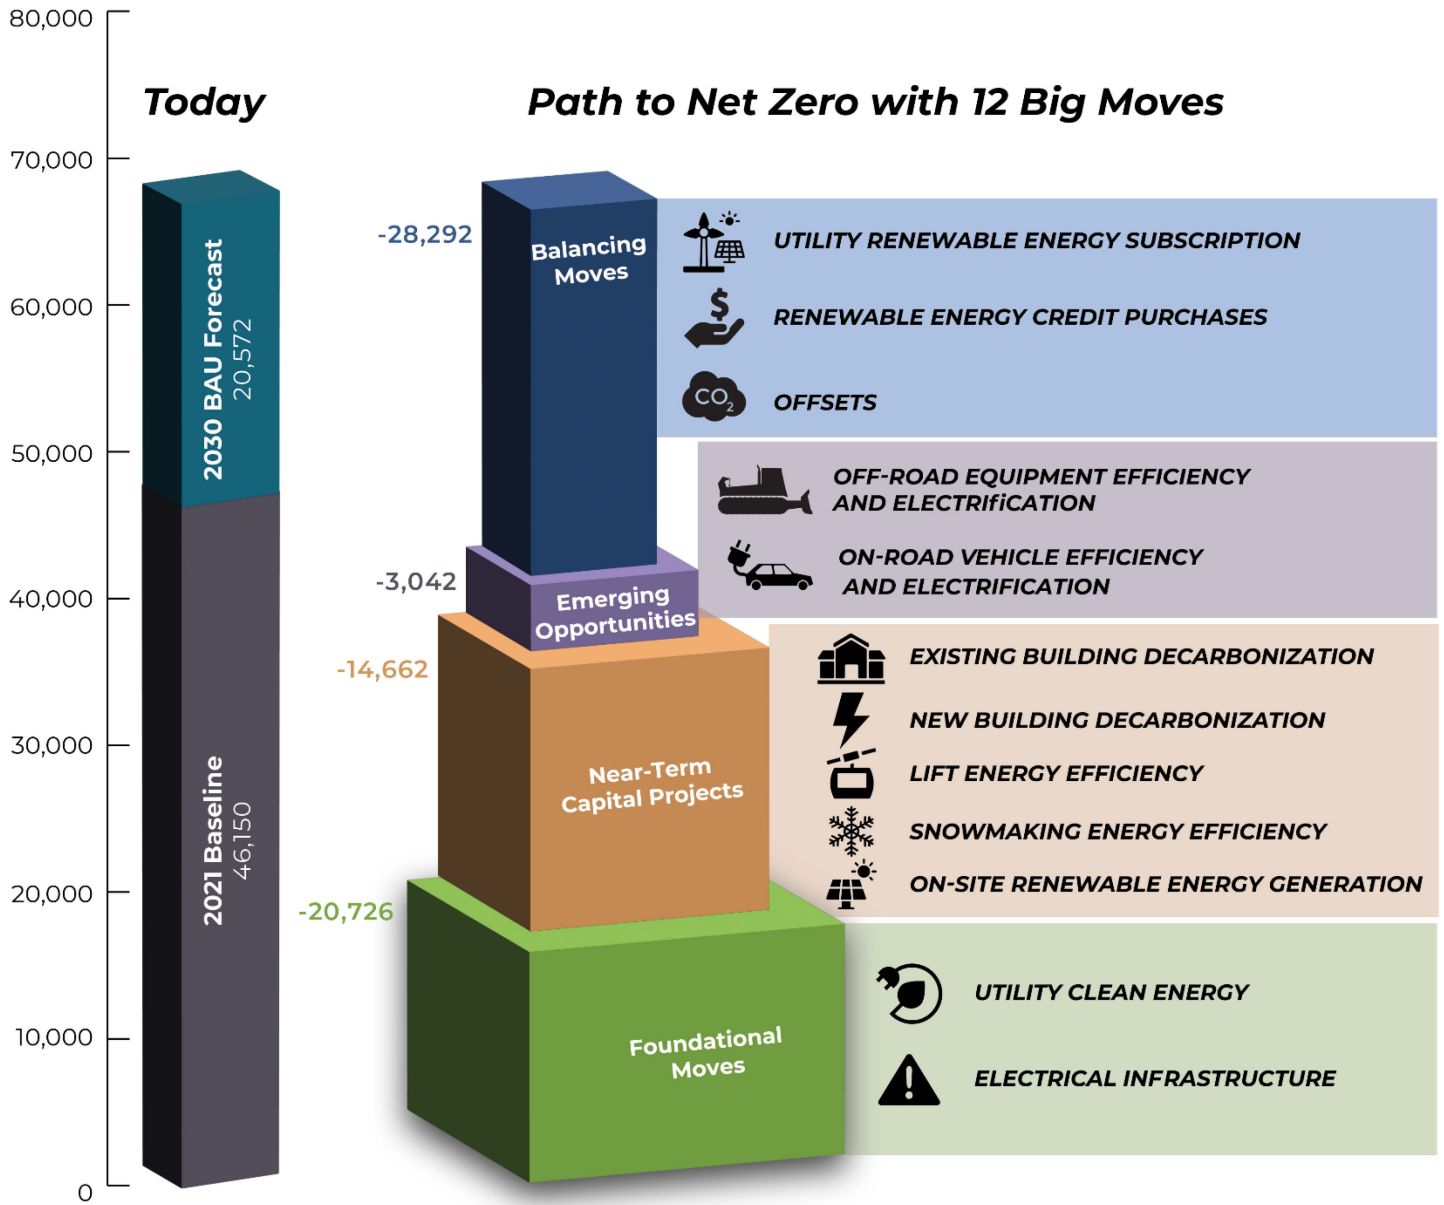 80,000
70,000
60,000
50,000
40,000
30,000
20,000
10,000
0
Today
2030 BAU Forecast
20,572
2021 Baseline
46,150
Path to Net Zero with 12 Big Moves
-28,292
Balancing
Moves
UTILITY RENEWABLE ENERGY SUBSCRIPTION
$
RENEWABLE ENERGY CREDIT PURCHASES
CO2
OFFSETS
-3,042
Emerging
Opportunities
OFF-ROAD EQUIPMENT EFFICIENCY
AND ELECTRIfiCATION
ON-ROAD VEHICLE EFFICIENCY
AND ELECTRIFICATION
-14,662
Near-Term
Capital Projects
EXISTING BUILDING DECARBONIZATION
NEW BUILDING DECARBONIZATION
LIFT ENERGY EFFICIENCY
SNOWMAKING ENERGY EFFICIENCY
ON-SITE RENEWABLE ENERGY GENERATION
-20,726
Foundational
Moves
UTILITY CLEAN ENERGY
!
ELECTRICAL INFRASTRUCTURE